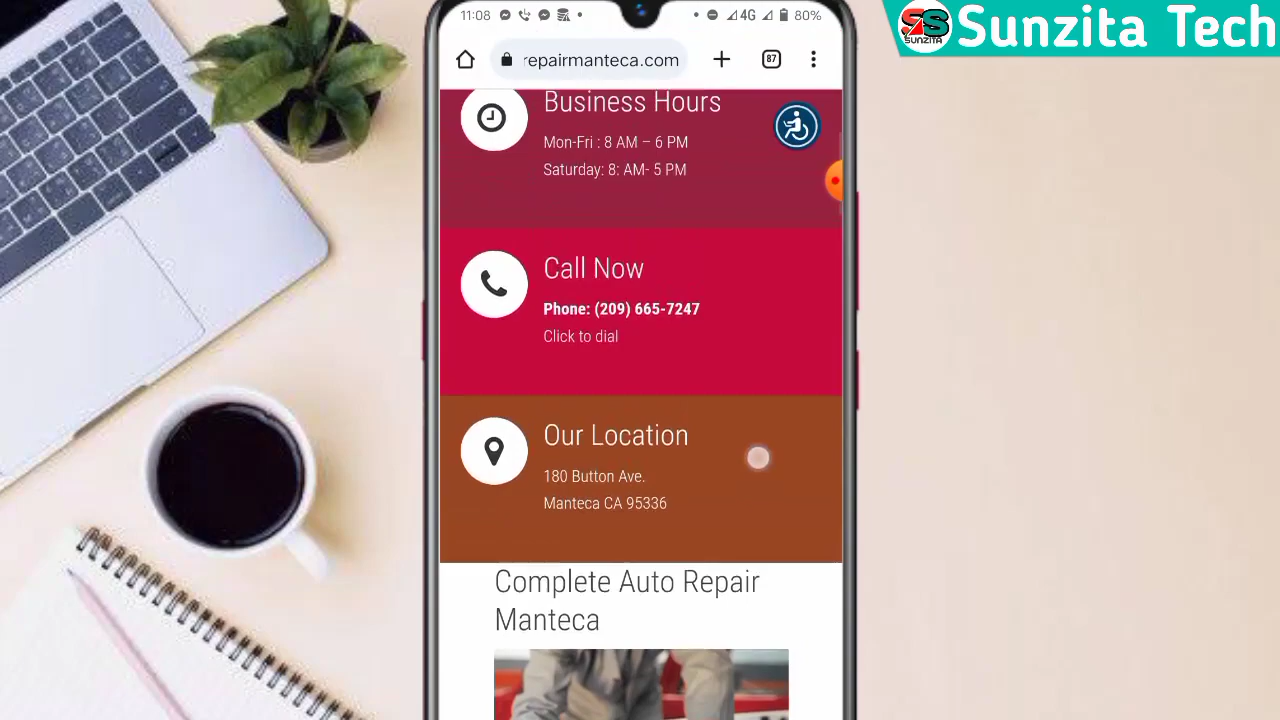 11:08
4G
80%
SS
SUNZITA
Sunzita Tech
repairmanteca.com
87
Business Hours
Mon-Fri : 8 AM – 6 PM
Saturday: 8: AM- 5 PM
Call Now
Phone: (209) 665-7247
Click to dial
Our Location
180 Button Ave.
Manteca CA 95336
Complete Auto Repair
Manteca